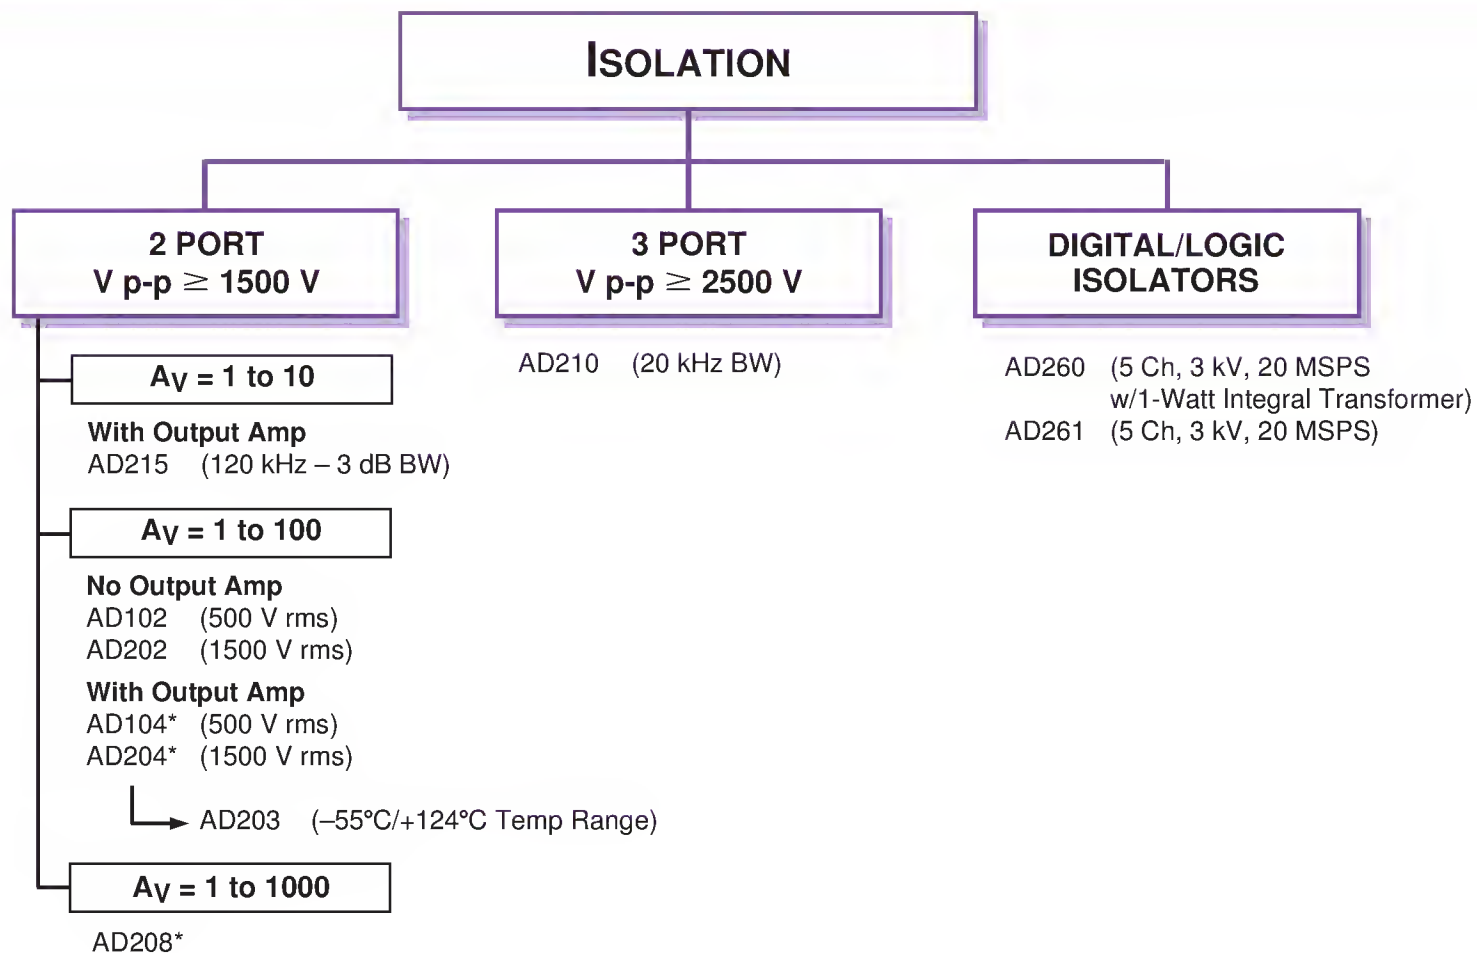 ISOLATION
2 PORT
V p-p ≥ 1500 V
AV = 1 to 10
With Output Amp
AD215 (120 kHz – 3 dB BW)
AV = 1 to 100
No Output Amp
AD102 (500 V rms)
AD202 (1500 V rms)
With Output Amp
AD104* (500 V rms)
AD204* (1500 V rms)
AD203 (–55°C/+124°C Temp Range)
AV = 1 to 1000
AD208*
3 PORT
V p-p ≥ 2500 V
AD210 (20 kHz BW)
DIGITAL/LOGIC
ISOLATORS
AD260 (5 Ch, 3 kV, 20 MSPS
w/1-Watt Integral Transformer)
AD261 (5 Ch, 3 kV, 20 MSPS)